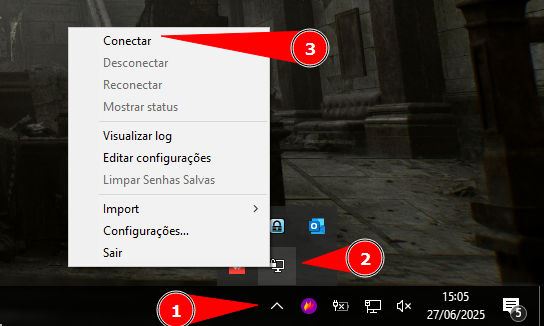 Conectar
3
Desconectar
Reconectar
Mostrar status
Visualizar log
Editar configurações
Limpar Senhas Salvas
Import
Configurações...
Sair
2
1
15:05
27/06/2025
5